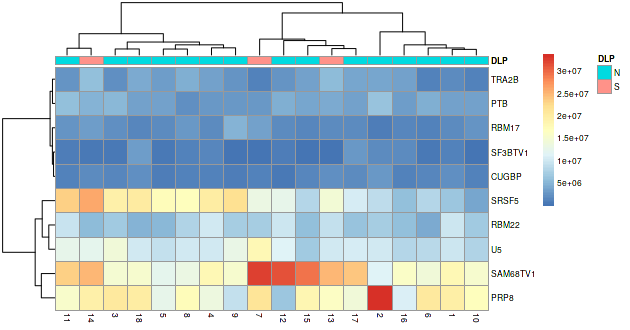 DLP
TRA2B
PTB
RBM17
SF3BTV1
CUGBP
SRSF5
RBM22
U5
SAM68TV1
PRP8
11 14 3 18 5 8 4 9 7 12 15 13 17 2 16 6 1 10
3e+07
2.5e+07
2e+07
1.5e+07
1e+07
5e+06
DLP
N
S